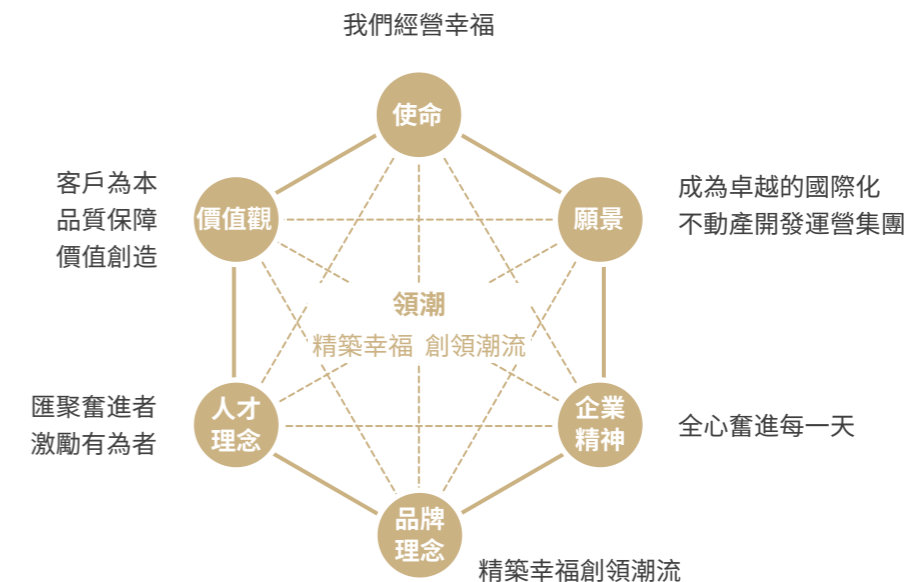 我們經營幸福
使命
客戶為本
品質保障
價值創造
價值觀
願景
成為卓越的國際化
不動產開發運營集團
領潮
精築幸福 創領潮流
匯聚奮進者
激勵有為者
人才
理念
企業
精神
全心奮進每一天
品牌
理念
精築幸福創領潮流